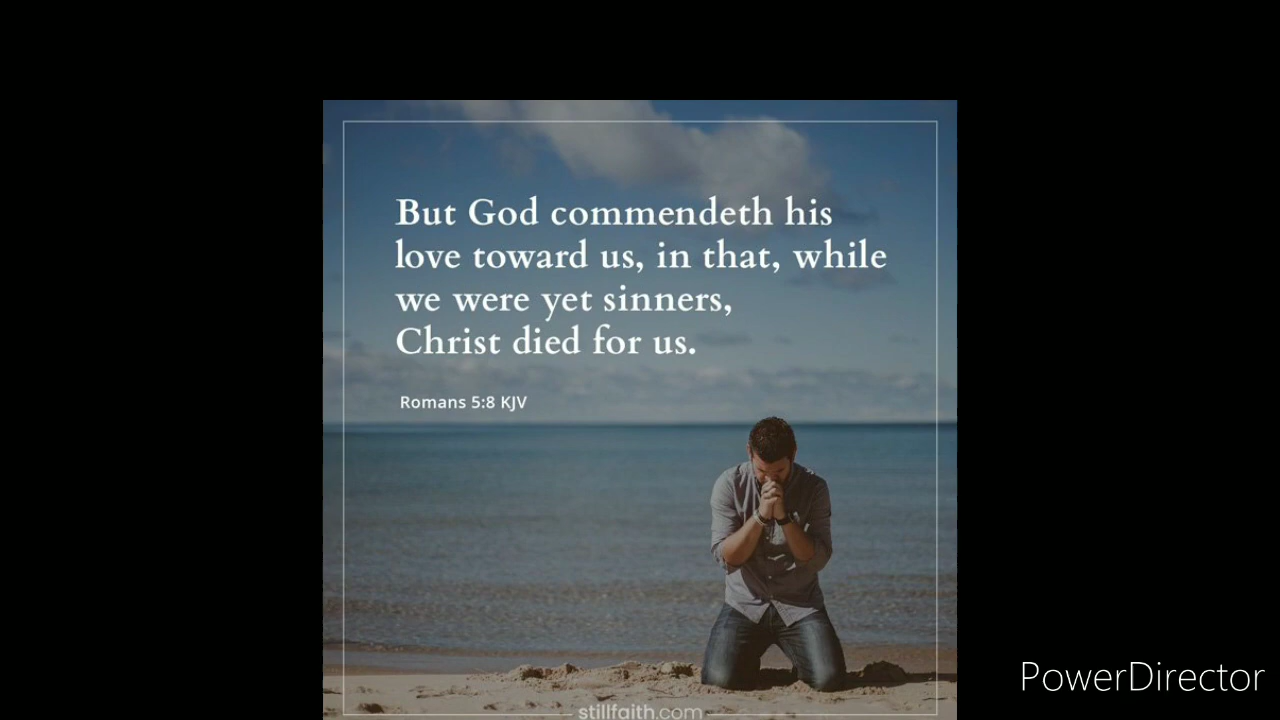 But God commendeth his
love toward us, in that, while
we were yet sinners,
Christ died for us.
Romans 5:8 KJV
stillfaith.com
PowerDirector